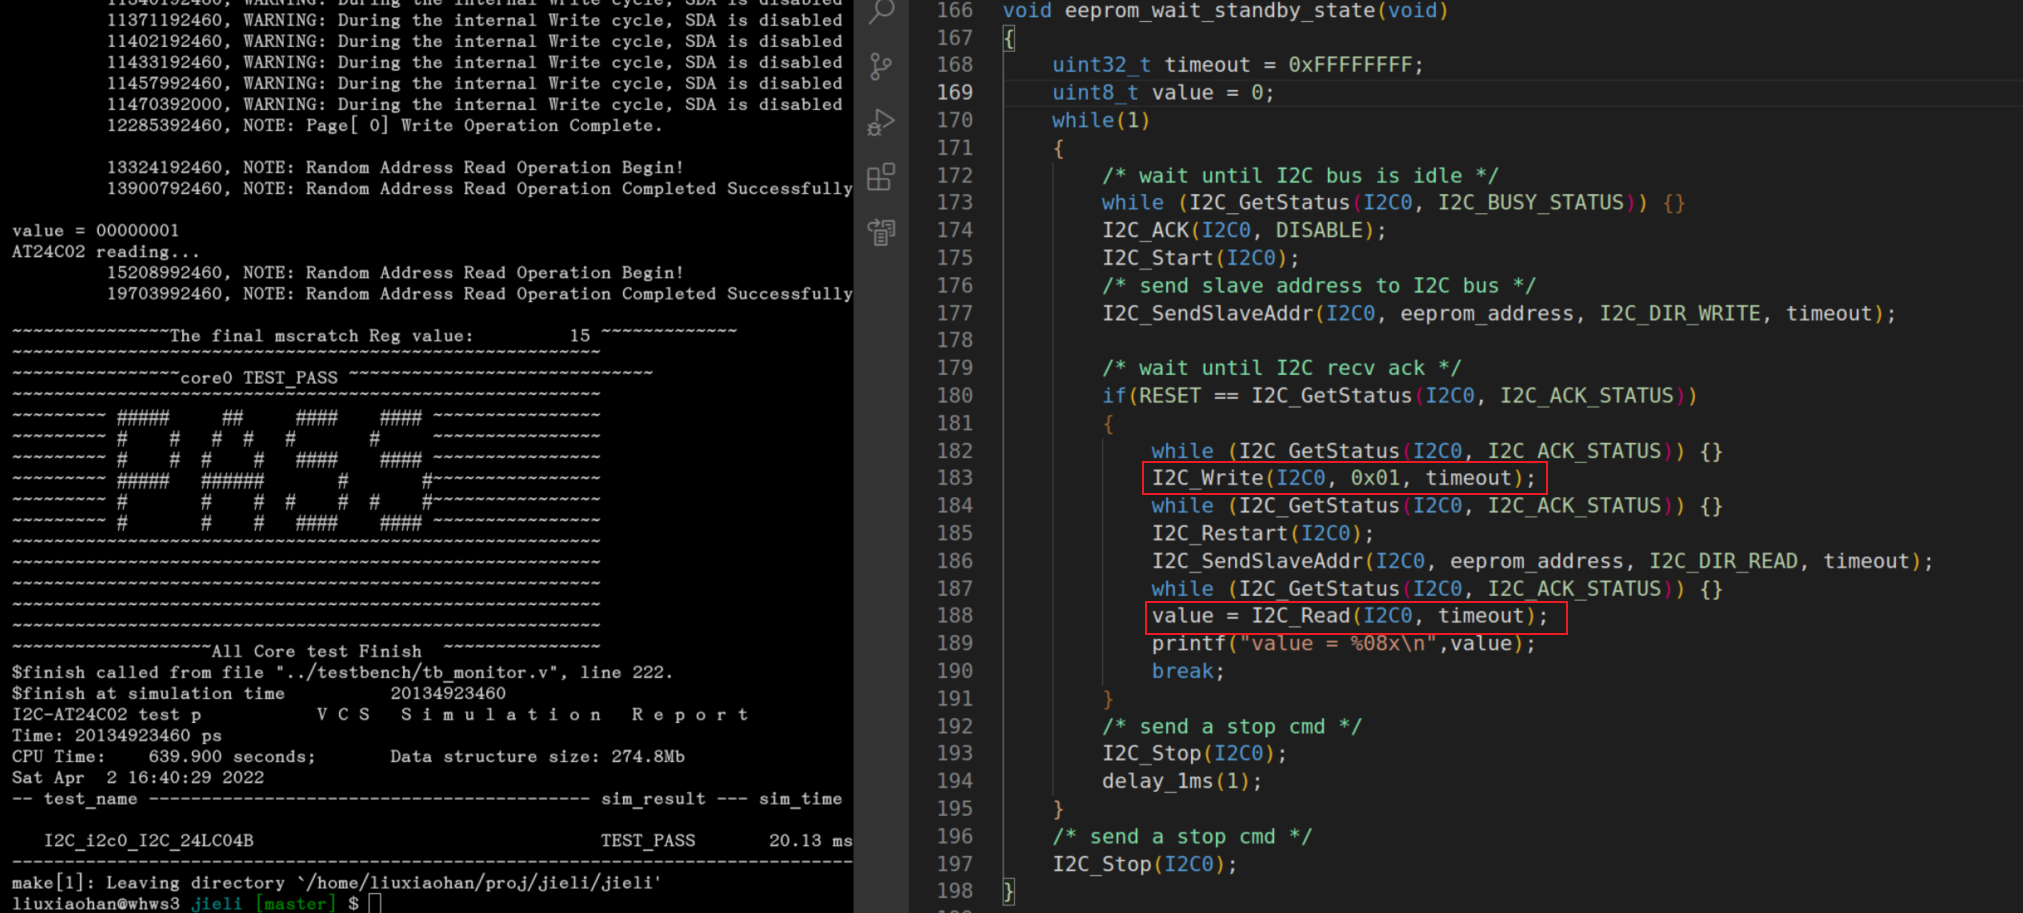 11340192460, WARNING: During the internal Write cycle, SDA is disabled
11371192460, WARNING: During the internal Write cycle, SDA is disabled
11402192460, WARNING: During the internal Write cycle, SDA is disabled
11433192460, WARNING: During the internal Write cycle, SDA is disabled
11457992460, WARNING: During the internal Write cycle, SDA is disabled
11470392000, WARNING: During the internal Write cycle, SDA is disabled
12285392460, NOTE: Page[ 0] Write Operation Complete.
13324192460, NOTE: Random Address Read Operation Begin!
13900792460, NOTE: Random Address Read Operation Completed Successfully
value = 00000001
AT24C02 reading...
15208992460, NOTE: Random Address Read Operation Begin!
19703992460, NOTE: Random Address Read Operation Completed Successfully
~~~~~~~~~~~~~~~The final mscratch Reg value:         15 ~~~~~~~~~~~~~
~~~~~~~~~~~~~~~~core0 TEST_PASS ~~~~~~~~~~~~~~~~~~~~~~~~~~~~~
PASS
~~~~~~~~~~~~~~~~~~~All Core test Finish  ~~~~~~~~~~~~~~~
$finish called from file "../testbench/tb_monitor.v", line 222.
$finish at simulation time          20134923460
I2C-AT24C02 test p           V C S   S i m u l a t i o n   R e p o r t
Time: 20134923460 ps
CPU Time:    639.900 seconds;       Data structure size: 274.8Mb
Sat Apr  2 16:40:29 2022
-- test_name ------------------------------------------ sim_result --- sim_time
I2C_i2c0_I2C_24LC04B                                 TEST_PASS       20.13 ms
make[1]: Leaving directory `/home/liuxiaohan/proj/jieli/jieli'
liuxiaohan@whws3 jieli [master] $
166 void eeprom_wait_standby_state(void)
167 {
168     uint32_t timeout = 0xFFFFFFFF;
169     uint8_t value = 0;
170     while(1)
171     {
172         /* wait until I2C bus is idle */
173         while (I2C_GetStatus(I2C0, I2C_BUSY_STATUS)) {}
174         I2C_ACK(I2C0, DISABLE);
175         I2C_Start(I2C0);
176         /* send slave address to I2C bus */
177         I2C_SendSlaveAddr(I2C0, eeprom_address, I2C_DIR_WRITE, timeout);
178
179         /* wait until I2C recv ack */
180         if(RESET == I2C_GetStatus(I2C0, I2C_ACK_STATUS))
181         {
182             while (I2C_GetStatus(I2C0, I2C_ACK_STATUS)) {}
183             I2C_Write(I2C0, 0x01, timeout);
184             while (I2C_GetStatus(I2C0, I2C_ACK_STATUS)) {}
185             I2C_Restart(I2C0);
186             I2C_SendSlaveAddr(I2C0, eeprom_address, I2C_DIR_READ, timeout);
187             while (I2C_GetStatus(I2C0, I2C_ACK_STATUS)) {}
188             value = I2C_Read(I2C0, timeout);
189             printf("value = %08x\n",value);
190             break;
191         }
192         /* send a stop cmd */
193         I2C_Stop(I2C0);
194         delay_1ms(1);
195     }
196     /* send a stop cmd */
197     I2C_Stop(I2C0);
198 }